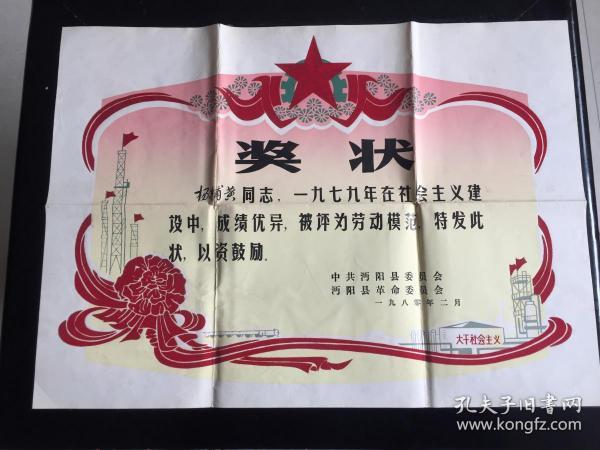 奖状
杨浦英同志，一九七九年在社会主义建
设中，成绩优异，被评为劳动模范，特发此
状，以资鼓励。
中共沔阳县委员会
沔阳县革命委员会
一九八〇年二月
大干社会主义
孔夫子旧书网
www.kongfz.com